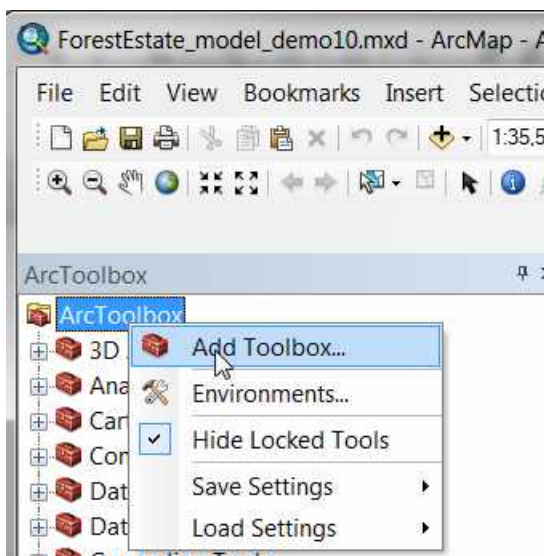 ForestEstate_model_demo10.mxd - ArcMap - A
File Edit View Bookmarks Insert Selectio
1:35,5
ArcToolbox
ArcToolbox
3D
Add Toolbox...
Ana
Environments...
Cart
Hide Locked Tools
Con
Dat
Save Settings
Dat
Load Settings